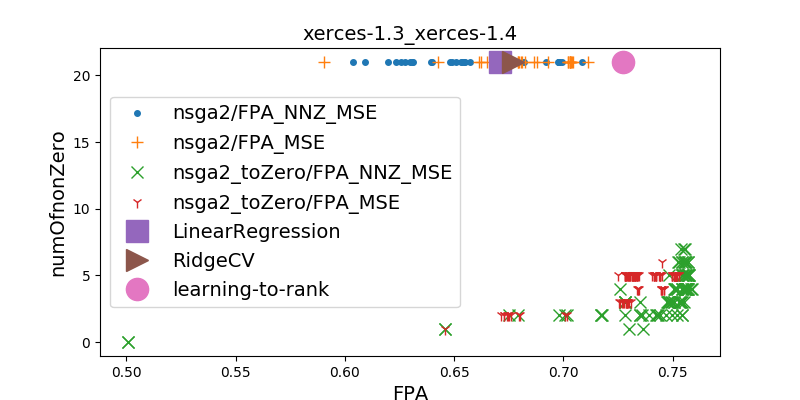 xerces-1.3_xerces-1.4
numOfnonZero
20
15
10
5
0
nsga2/FPA_NNZ_MSE
nsga2/FPA_MSE
nsga2_toZero/FPA_NNZ_MSE
nsga2_toZero/FPA_MSE
LinearRegression
RidgeCV
learning-to-rank
0.50 0.55 0.60 0.65 0.70 0.75
FPA